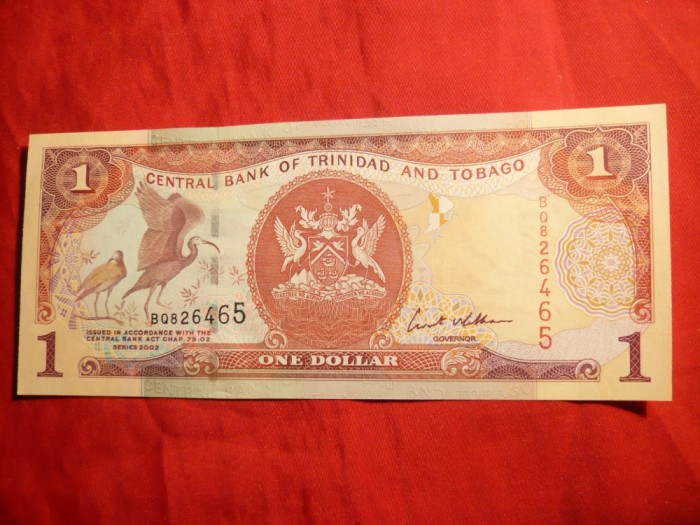 1
1
CENTRAL BANK OF TRINIDAD AND TOBAGO
BQ826465
BQ826465
ISSUED IN ACCORDANCE WITH THE
CENTRAL BANK ACT CHAP. 79:02
SERIES 2002
GOVERNOR
1
ONE DOLLAR
1